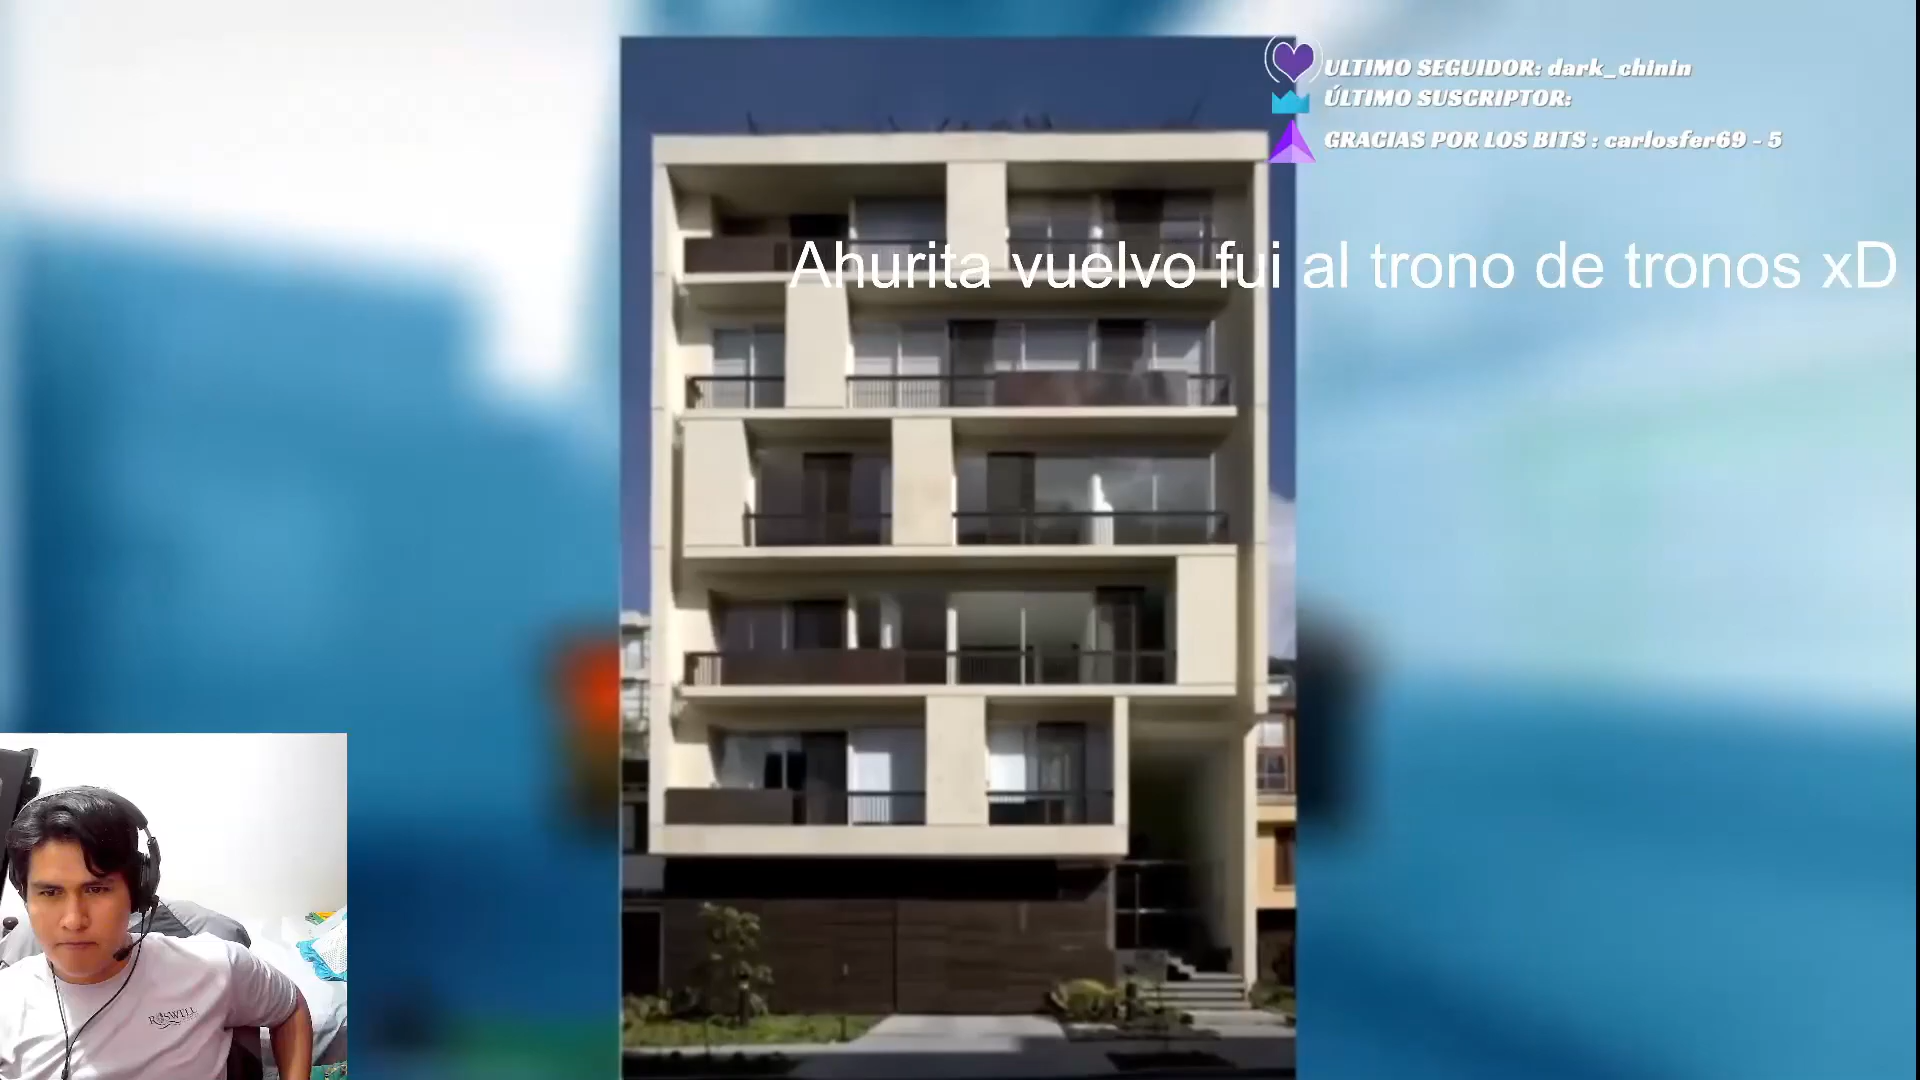 ULTIMO SEGUIDOR: dark_chinin
ÚLTIMO SUSCRIPTOR:
GRACIAS POR LOS BITS : carlosfer69 - 5
Ahurita vuelvo fui al trono de tronos xD
RASWILL